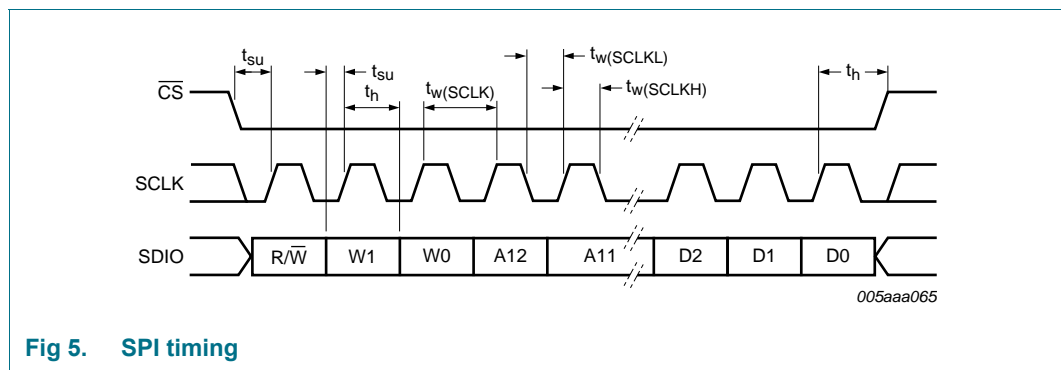 tsu
tsu
th
tw(SCLK)
tw(SCLKL)
tw(SCLKH)
th
CS
SCLK
SDIO
R/W
W1
W0
A12
A11
D2
D1
D0
005aaa065
Fig 5. SPI timing